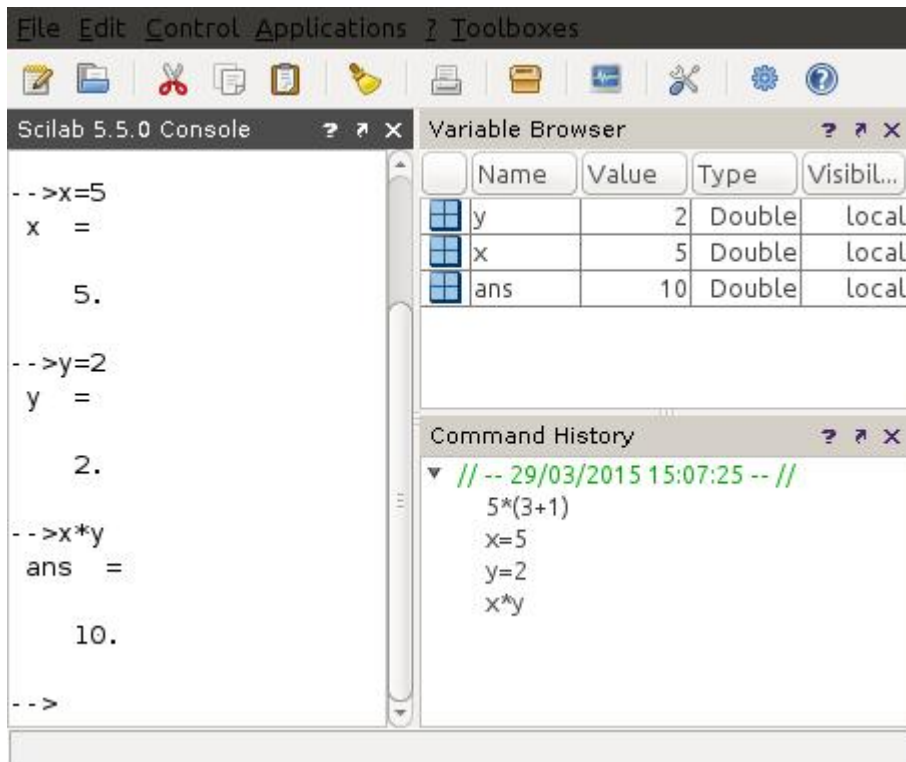 File Edit Control Applications ? Toolboxes
Scilab 5.5.0 Console ? ↗ ✕
-->x=5
x =
5.
-->y=2
y =
2.
-->x*y
ans =
10.
-->
Variable Browser ? ↗ ✕
Name Value Type Visibil...
y 2 Double local
x 5 Double local
ans 10 Double local
Command History ? ↗ ✕
▼ // -- 29/03/2015 15:07:25 -- //
5*(3+1)
x=5
y=2
x*y